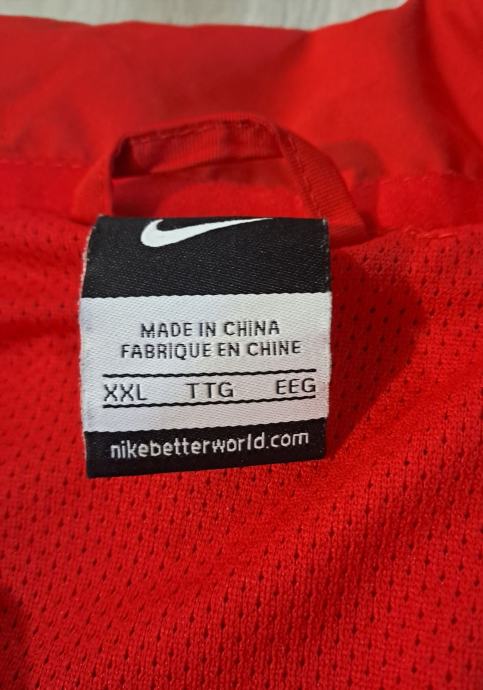 MADE IN CHINA
FABRIQUE EN CHINE
XXL TTG EEG
nikebetterworld.com